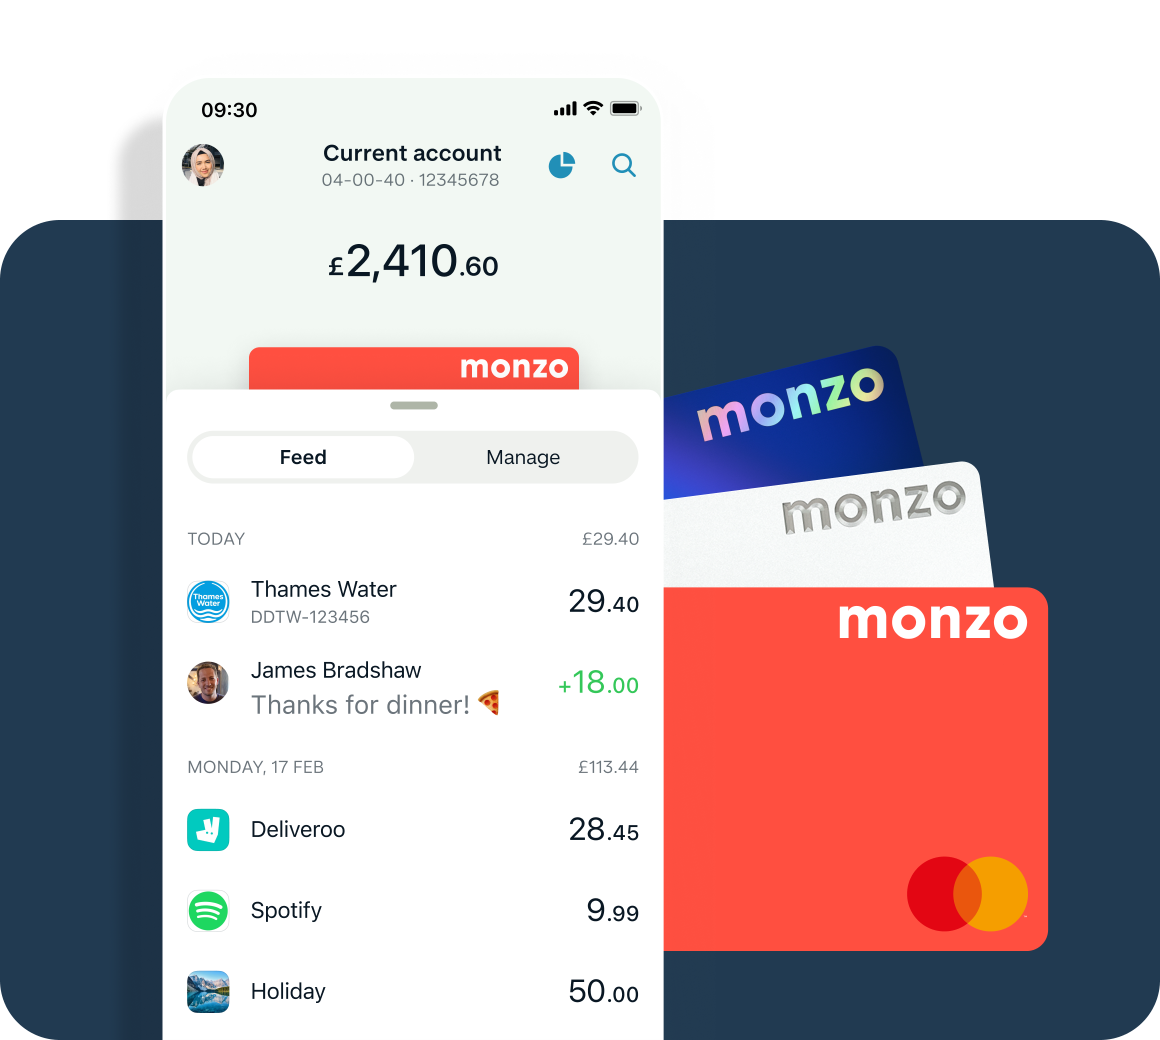 09:30
Current account
04-00-40 · 12345678
£2,410.60
monzo
Feed
Manage
TODAY
£29.40
Thames Water
Thames Water
DDTW-123456
29.40
James Bradshaw
Thanks for dinner! 🍕
+18.00
MONDAY, 17 FEB
£113.44
Deliveroo
28.45
Spotify
9.99
Holiday
50.00
monzo
monzo
monzo